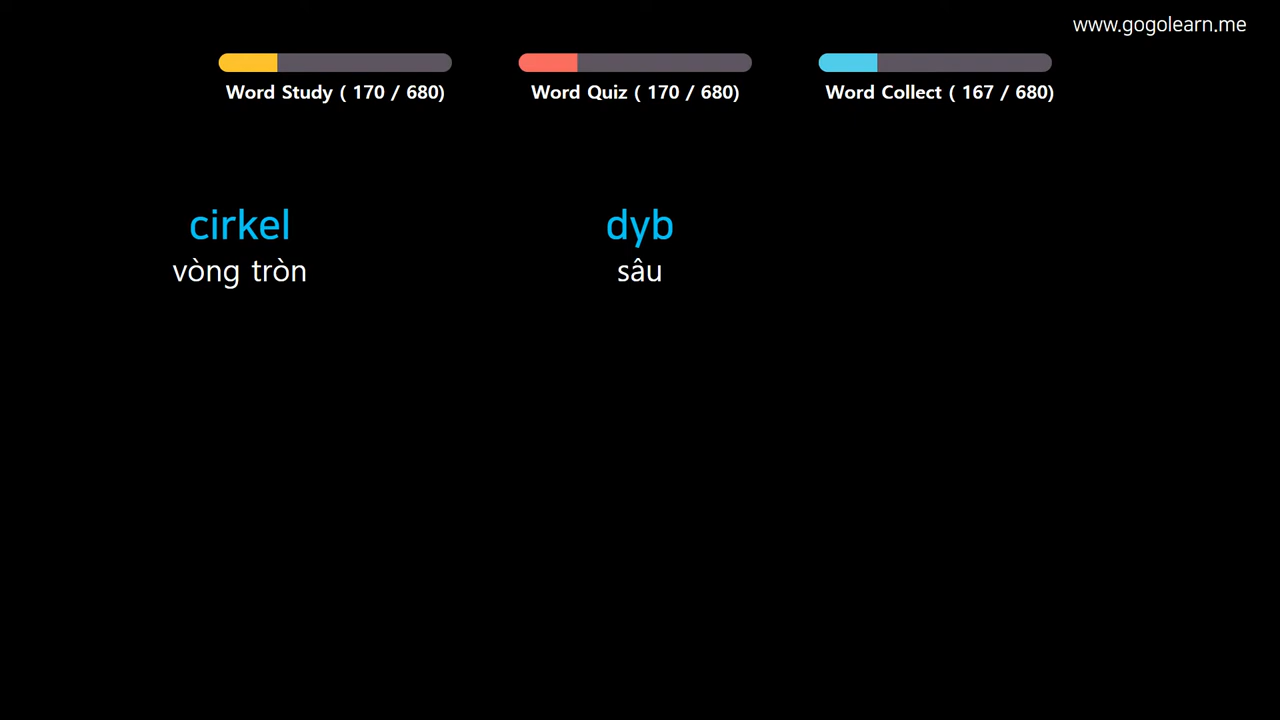 www.gogolearn.me
Word Study ( 170 / 680)
Word Quiz ( 170 / 680)
Word Collect ( 167 / 680)
cirkel
vòng tròn
dyb
sâu